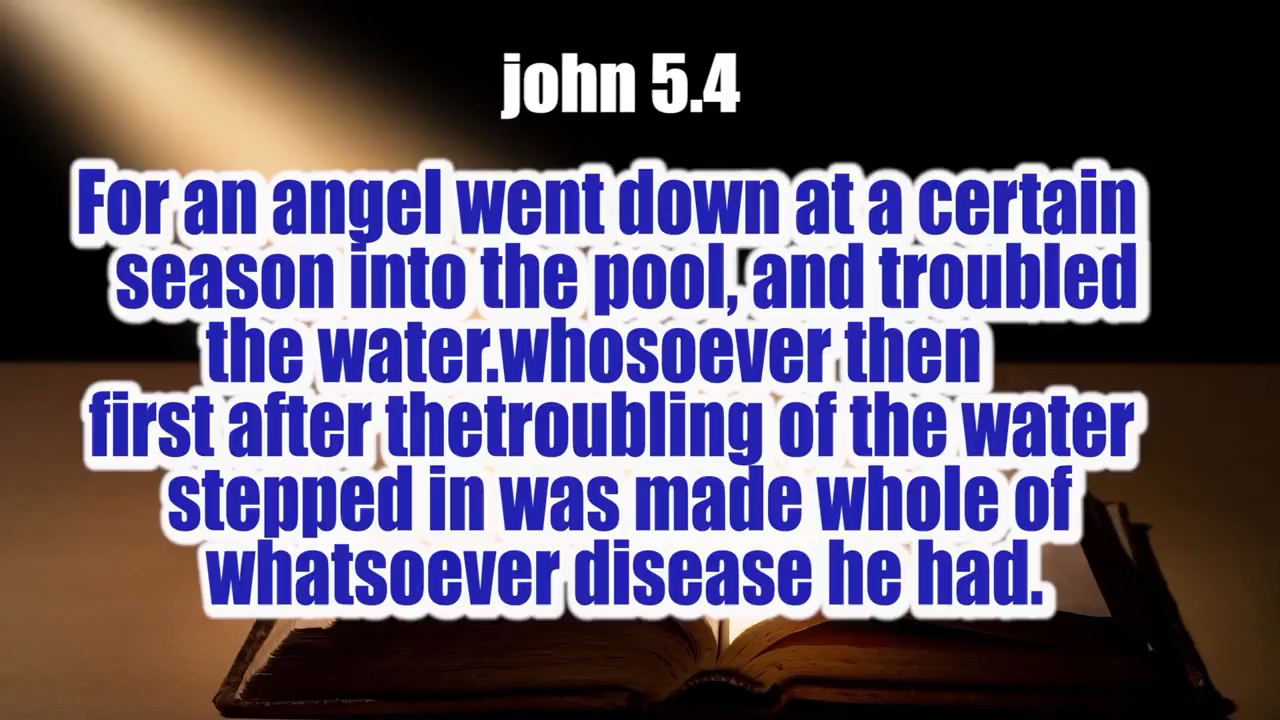 john 5.4
For an angel went down at a certain
season into the pool, and troubled
the water.whosoever then
first after thetroubling of the water
stepped in was made whole of
whatsoever disease he had.